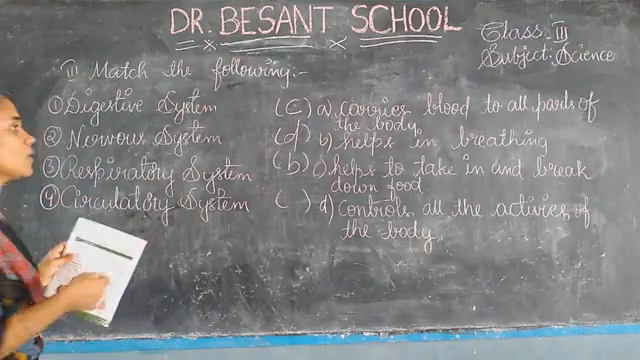 DR. BESANT SCHOOL
Class-III
Subject: Science
III Match the following:-
① Digestive System (C) a) carries blood to all parts of
the body
② Nervous System (d) b) helps in breathing
③ Respiratory System (b) c) helps to take in and break
down food
④ Circulatory System ( ) d) controls all the activies of
the body